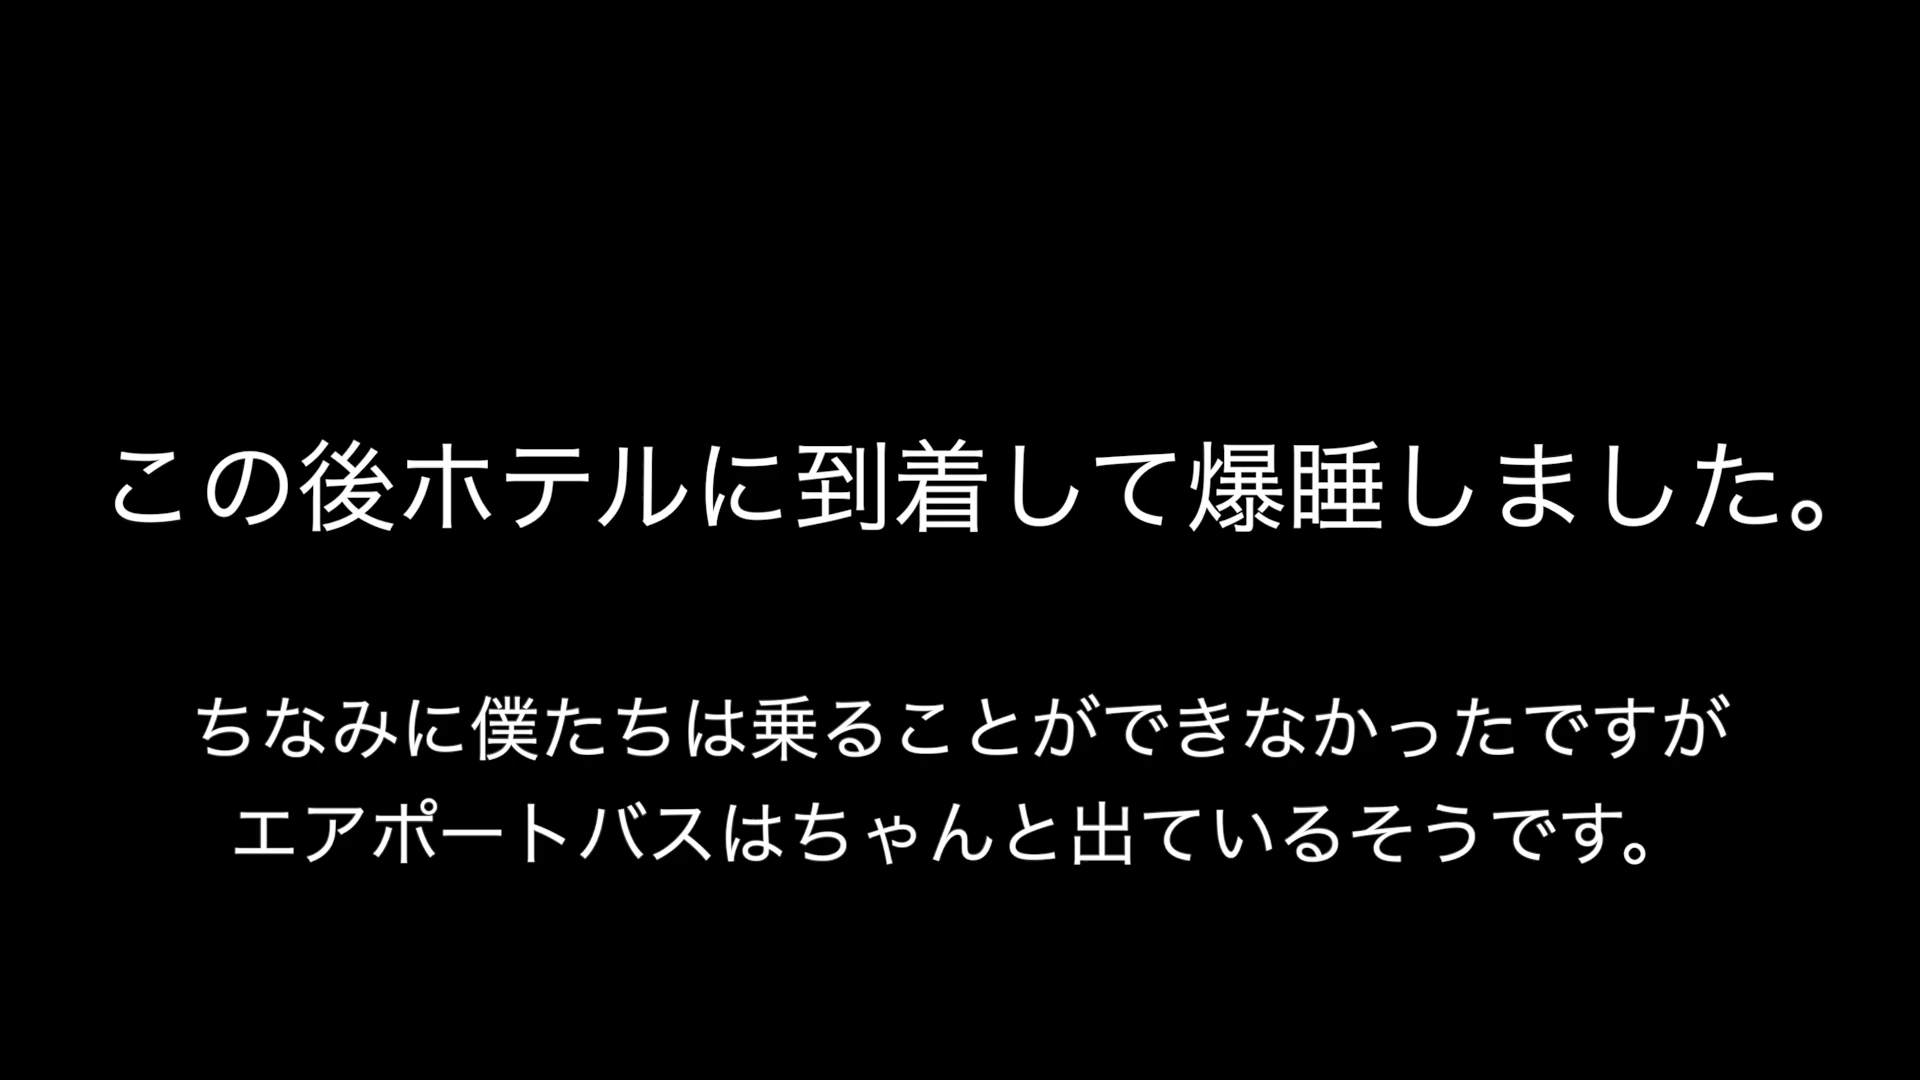 この後ホテルに到着して爆睡しました。
ちなみに僕たちは乗ることができなかったですが
エアポートバスはちゃんと出ているそうです。